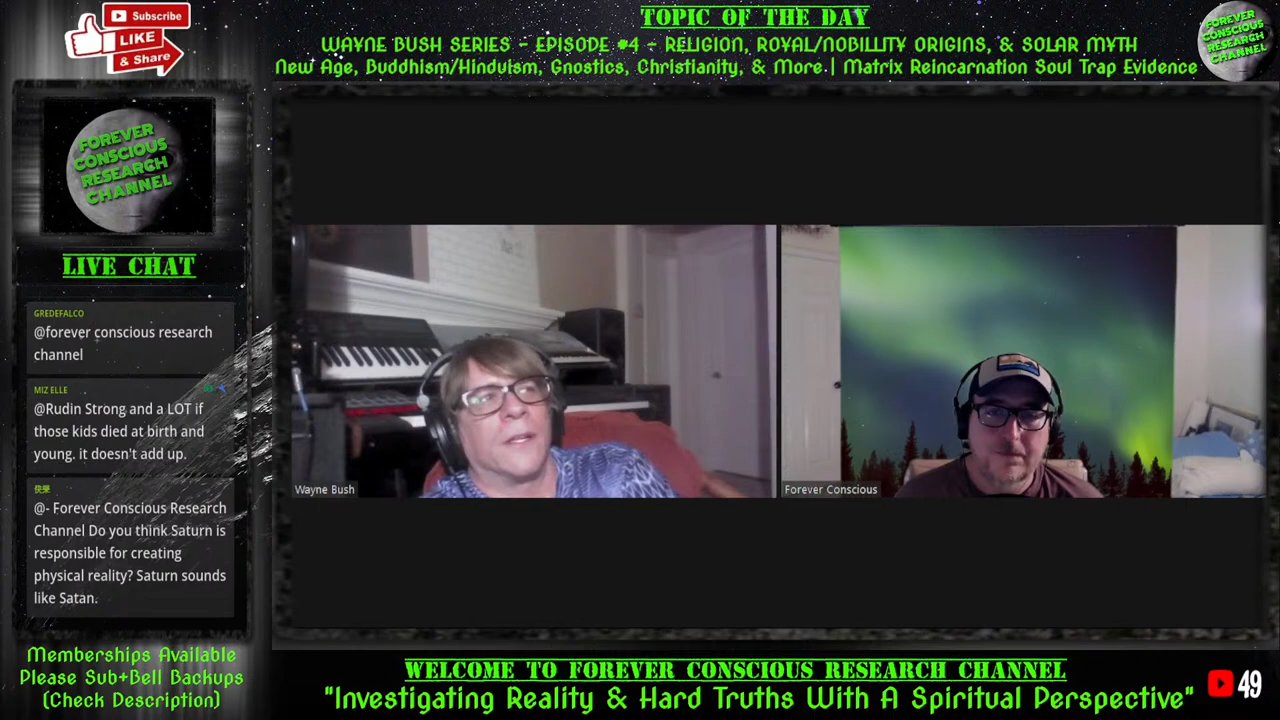 Subscribe
LIKE
& Share
TOPIC OF THE DAY
WAYNE BUSH SERIES - EPISODE #4 - RELIGION, ROYAL/NOBILLITY ORIGINS, & SOLAR MYTH
New Age, Buddhism/Hinduism, Gnostics, Christianity, & More | Matrix Reincarnation Soul Trap Evidence
FOREVER
CONSCIOUS
RESEARCH
CHANNEL
FOREVER
CONSCIOUS
RESEARCH
CHANNEL
LIVE CHAT
GREDEFALCO
@forever conscious research
channel
MIZ ELLE
@Rudin Strong and a LOT if
those kids died at birth and
young. it doesn't add up.
快樂
@- Forever Conscious Research
Channel Do you think Saturn is
responsible for creating
physical reality? Saturn sounds
like Satan.
Wayne Bush
Forever Conscious
Memberships Available
Please Sub+Bell Backups
(Check Description)
WELCOME TO FOREVER CONSCIOUS RESEARCH CHANNEL
"Investigating Reality & Hard Truths With A Spiritual Perspective"
49